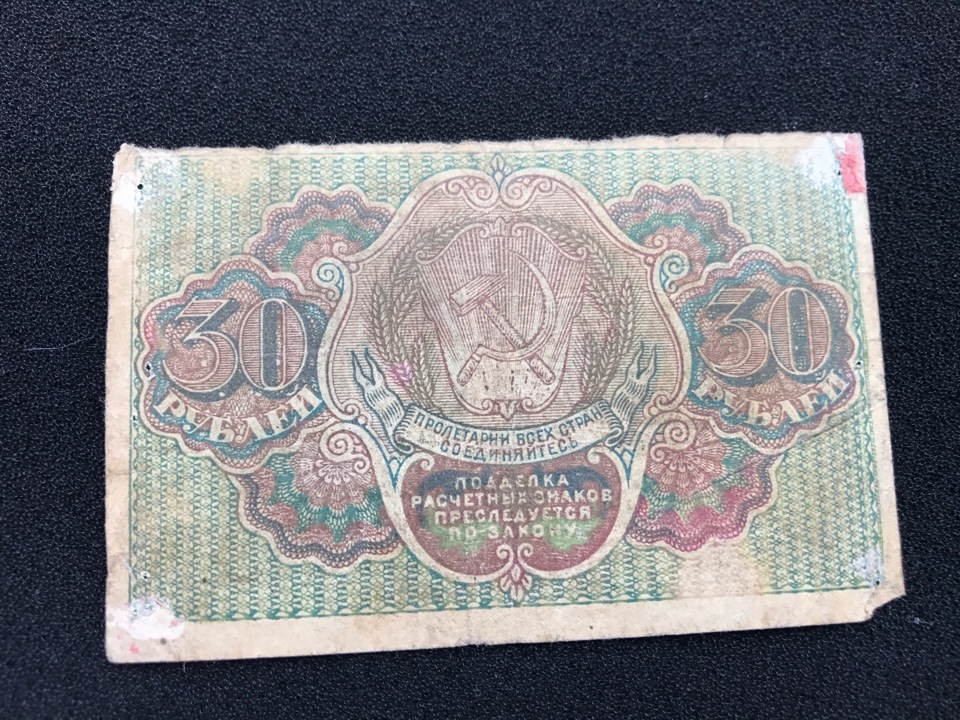 30
РУБЛЕЙ
30
РУБЛЕЙ
ПРОЛЕТАРИИ ВСЕХ СТРАН
СОЕДИНЯЙТЕСЬ
ПОДДЕЛКА
РАСЧЕТНЫХ ЗНАКОВ
ПРЕСЛЕДУЕТСЯ
ПО ЗАКОНУ